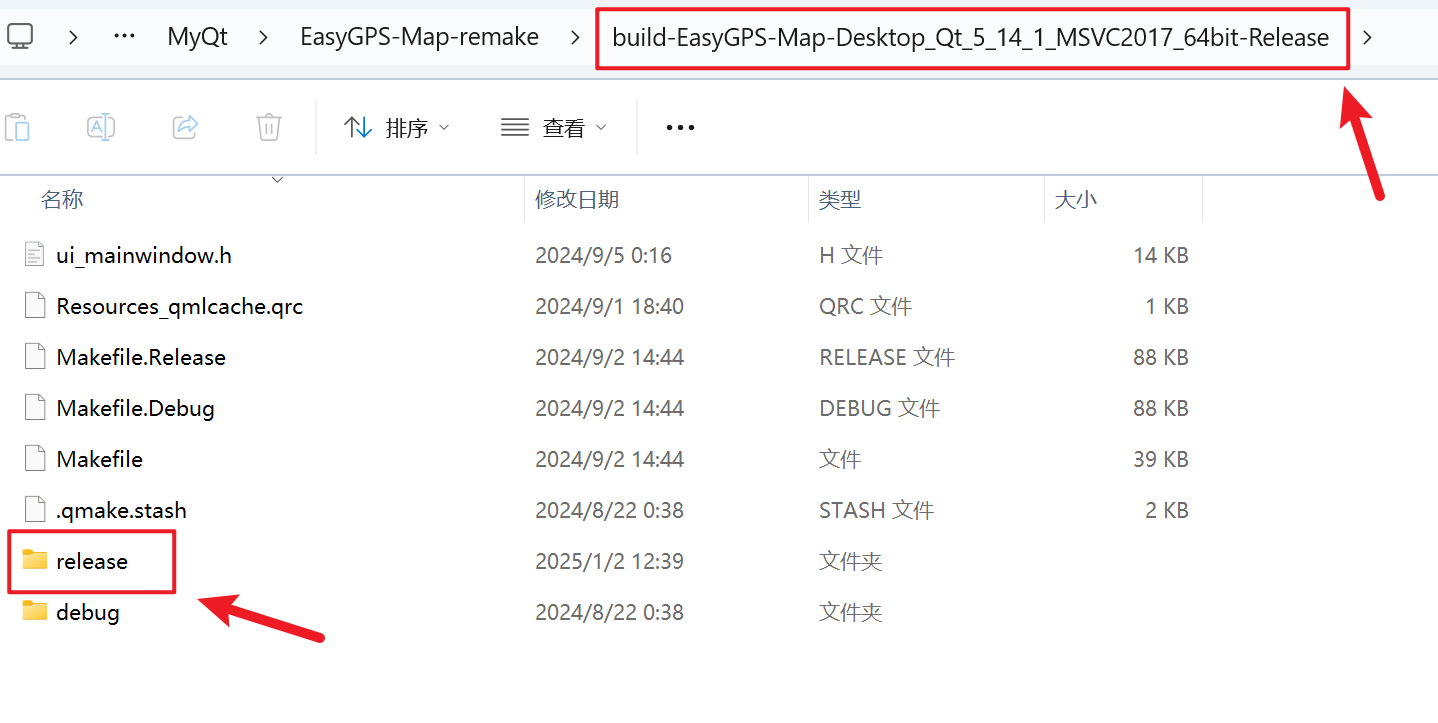 MyQt > EasyGPS-Map-remake > build-EasyGPS-Map-Desktop_Qt_5_14_1_MSVC2017_64bit-Release >
排序 查看
名称 修改日期 类型 大小
ui_mainwindow.h 2024/9/5 0:16 H 文件 14 KB
Resources_qmlcache.qrc 2024/9/1 18:40 QRC 文件 1 KB
Makefile.Release 2024/9/2 14:44 RELEASE 文件 88 KB
Makefile.Debug 2024/9/2 14:44 DEBUG 文件 88 KB
Makefile 2024/9/2 14:44 文件 39 KB
.qmake.stash 2024/8/22 0:38 STASH 文件 2 KB
release 2025/1/2 12:39 文件夹
debug 2024/8/22 0:38 文件夹